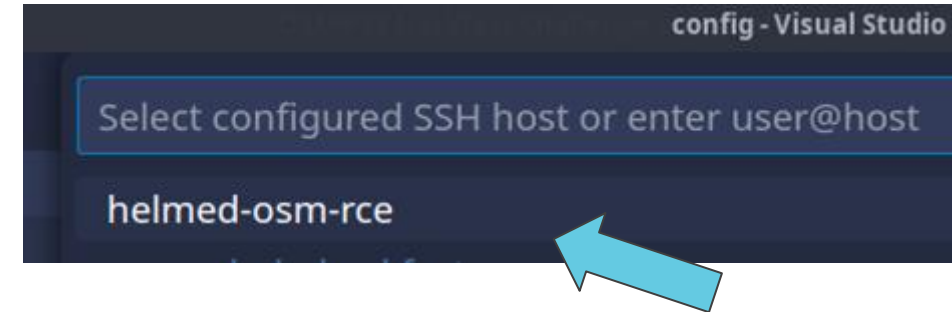 config - Visual Studio
Select configured SSH host or enter user@host
helmed-osm-rce